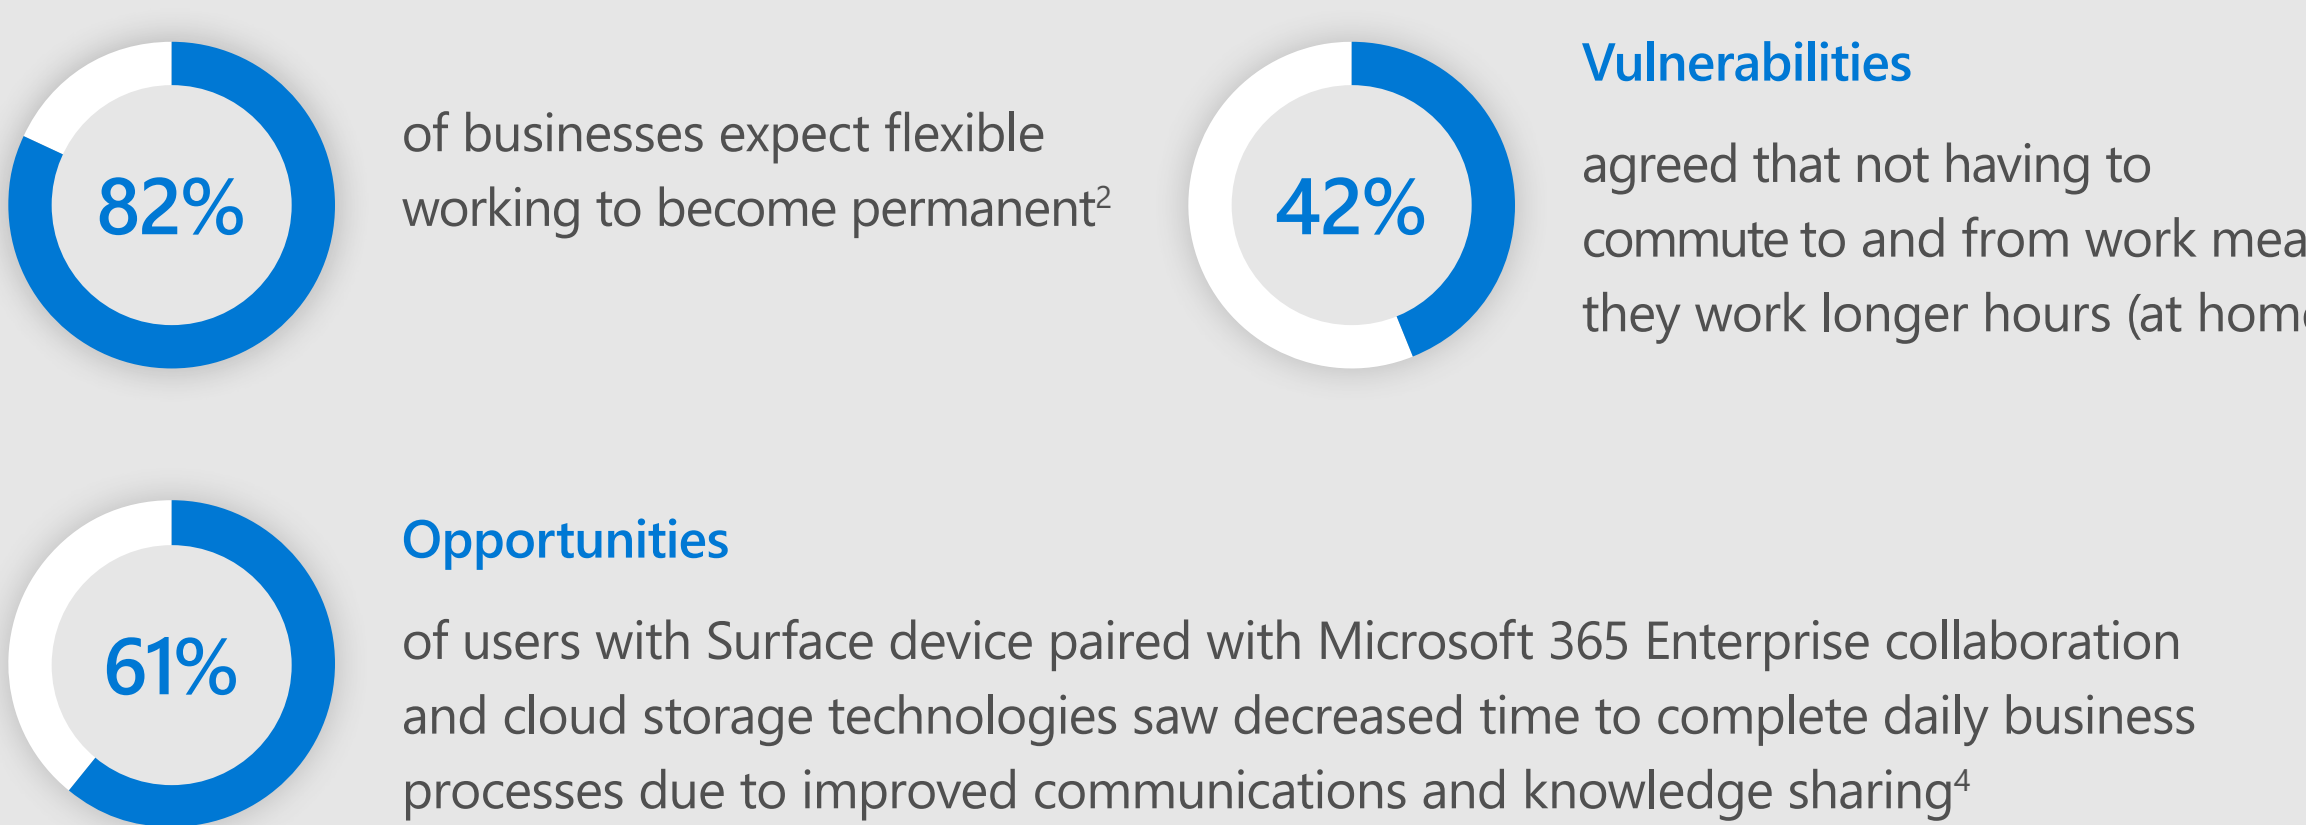 82%
of businesses expect flexible
working to become permanent²
42%
Vulnerabilities
agreed that not having to
commute to and from work
they work longer hours (at
61%
Opportunities
of users with Surface device paired with Microsoft 365 Enterprise collaboration
and cloud storage technologies saw decreased time to complete daily business
processes due to improved communications and knowledge sharing⁴